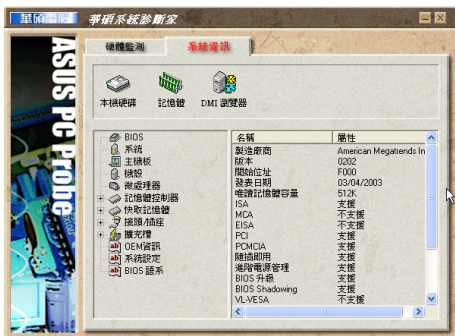 華碩電腦 華碩系統診斷家
ASUS PC Probe
硬體監測 系統資訊
本機硬碟 記憶體 DMI 瀏覽器
BIOS
系統
主機板
機殼
微處理器
記憶體控制器
快取記憶體
接頭/插座
擴充槽
OEM資訊
系統設定
BIOS 語系
名稱 屬性
製造廠商 American Megatrends In
版本 0202
開始位址 F000
發表日期 03/04/2003
唯讀記憶體容量 512K
ISA 支援
MCA 不支援
EISA 不支援
PCI 支援
PCMCIA 支援
隨插即用 支援
進階電源管理 支援
BIOS 升級 支援
BIOS Shadowing 支援
VL-VESA 不支援